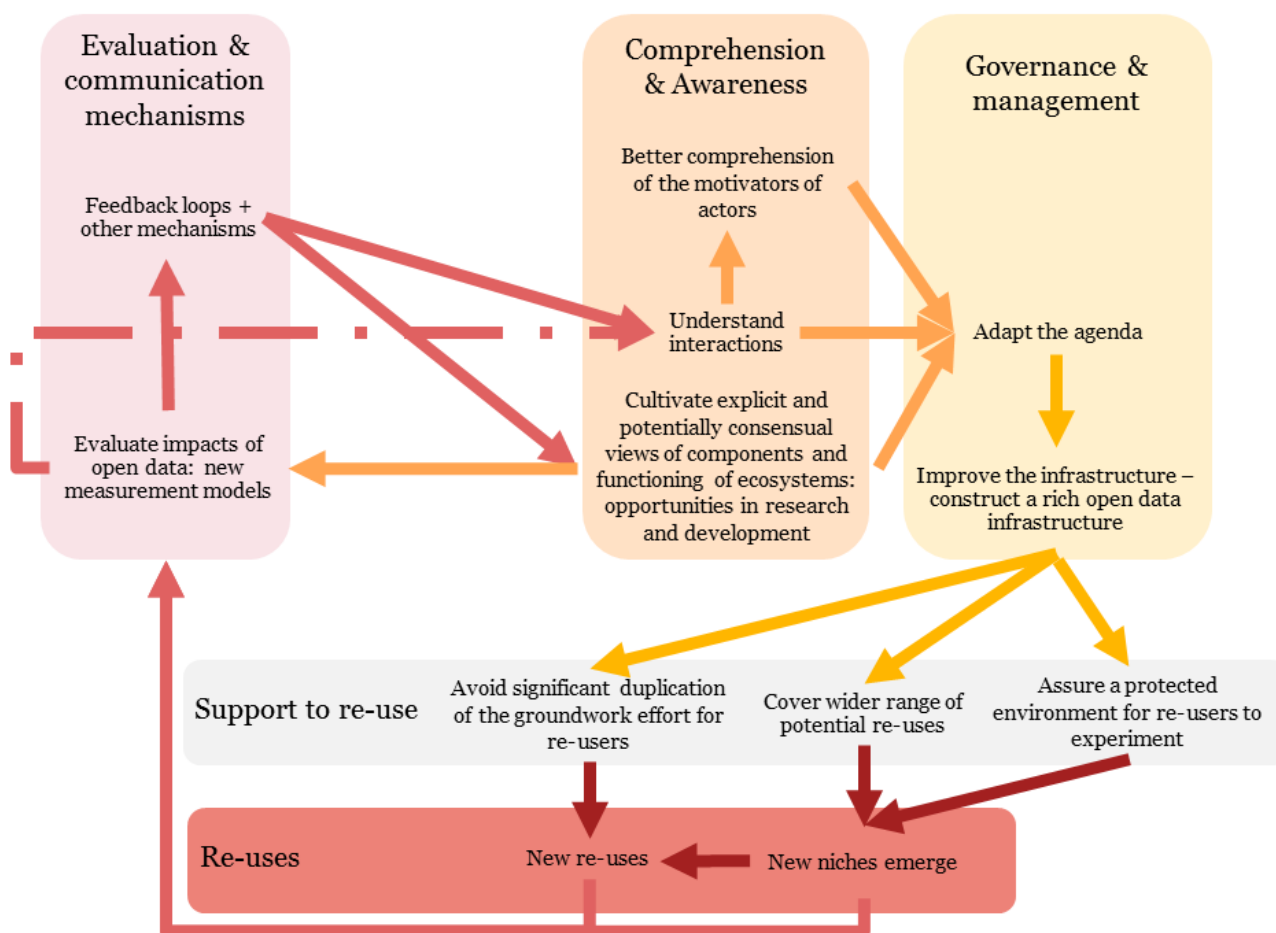 Evaluation &
communication
mechanisms
Feedback loops +
other mechanisms
Evaluate impacts of
open data:  new
measurement models
Comprehension
& Awareness
Better comprehension
of the motivators of
actors
Understand
interactions
Cultivate explicit and
potentially consensual
views of components and
functioning of ecosystems:
opportunities in research
and development
Governance &
management
Adapt the agenda
Improve the infrastructure –
construct a rich open data
infrastructure
Support to re-use
Avoid significant duplication
of the groundwork effort for
re-users
Cover wider range of
potential re-uses
Assure a protected
environment for re-users to
experiment
Re-uses
New re-uses
New niches emerge